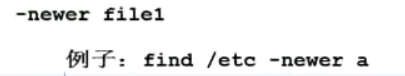 -newer file1
例子：find /etc -newer a